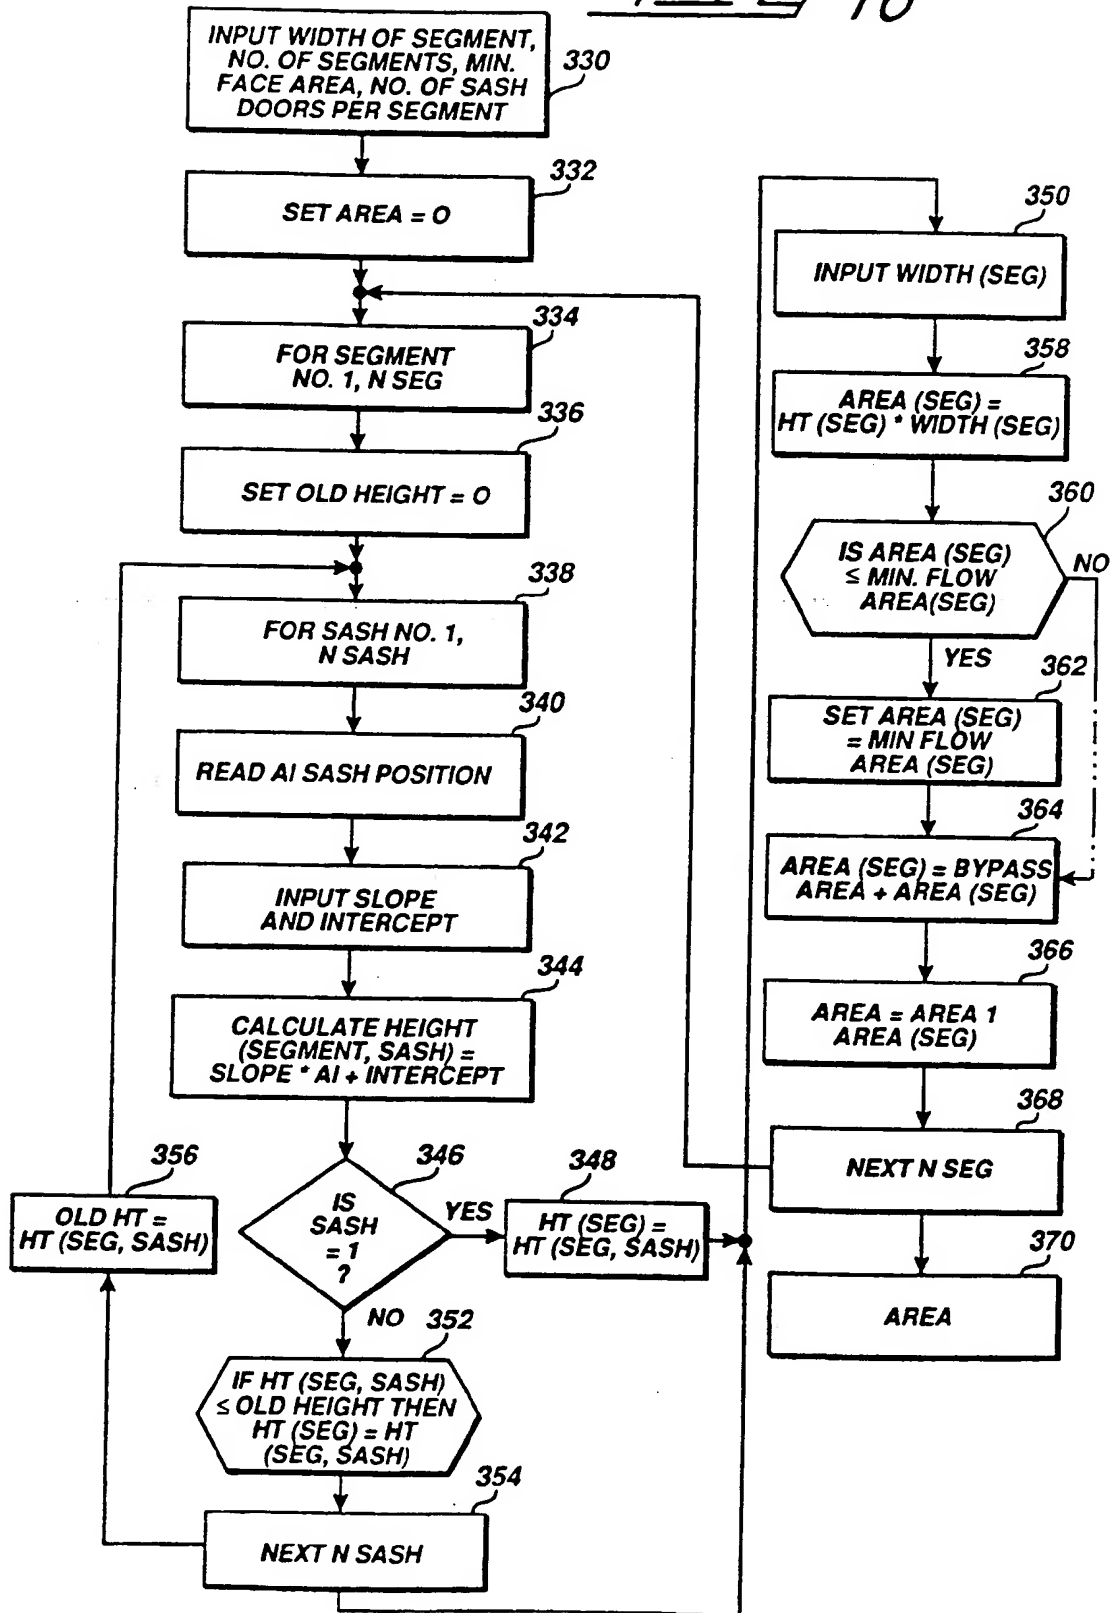 10
INPUT WIDTH OF SEGMENT,
NO. OF SEGMENTS, MIN.
FACE AREA, NO. OF SASH
DOORS PER SEGMENT
330
332
SET AREA = O
334
FOR SEGMENT
NO. 1, N SEG
336
SET OLD HEIGHT = O
338
FOR SASH NO. 1,
N SASH
340
READ AI SASH POSITION
342
INPUT SLOPE
AND INTERCEPT
344
CALCULATE HEIGHT
(SEGMENT, SASH) =
SLOPE * AI + INTERCEPT
346
IS
SASH
= 1
?
YES
NO
348
HT (SEG) =
HT (SEG, SASH)
352
IF HT (SEG, SASH)
≤ OLD HEIGHT THEN
HT (SEG) = HT
(SEG, SASH)
354
NEXT N SASH
356
OLD HT =
HT (SEG, SASH)
350
INPUT WIDTH (SEG)
358
AREA (SEG) =
HT (SEG) * WIDTH (SEG)
360
IS AREA (SEG)
≤ MIN. FLOW
AREA(SEG)
NO
YES
362
SET AREA (SEG)
= MIN FLOW
AREA (SEG)
364
AREA (SEG) = BYPASS
AREA + AREA (SEG)
366
AREA = AREA 1
AREA (SEG)
368
NEXT N SEG
370
AREA